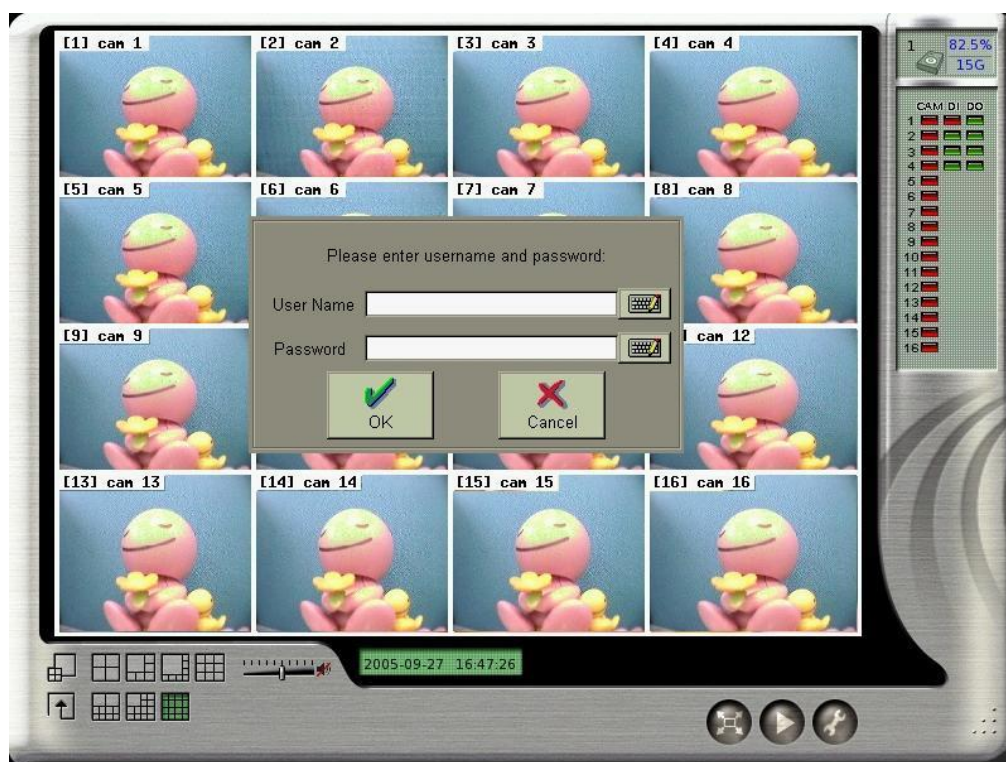 [1] cam 1
[2] cam 2
[3] cam 3
[4] cam 4
1
82.5%
15G
CAM DI DO
1
2
3
4
5
6
7
8
9
10
11
12
13
14
15
16
[5] cam 5
[6] cam 6
[7] cam 7
[8] cam 8
Please enter username and password:
User Name
Password
OK
Cancel
[9] cam 9
cam 12
[13] cam 13
[14] cam 14
[15] cam 15
[16] cam 16
2005-09-27 16:47:26